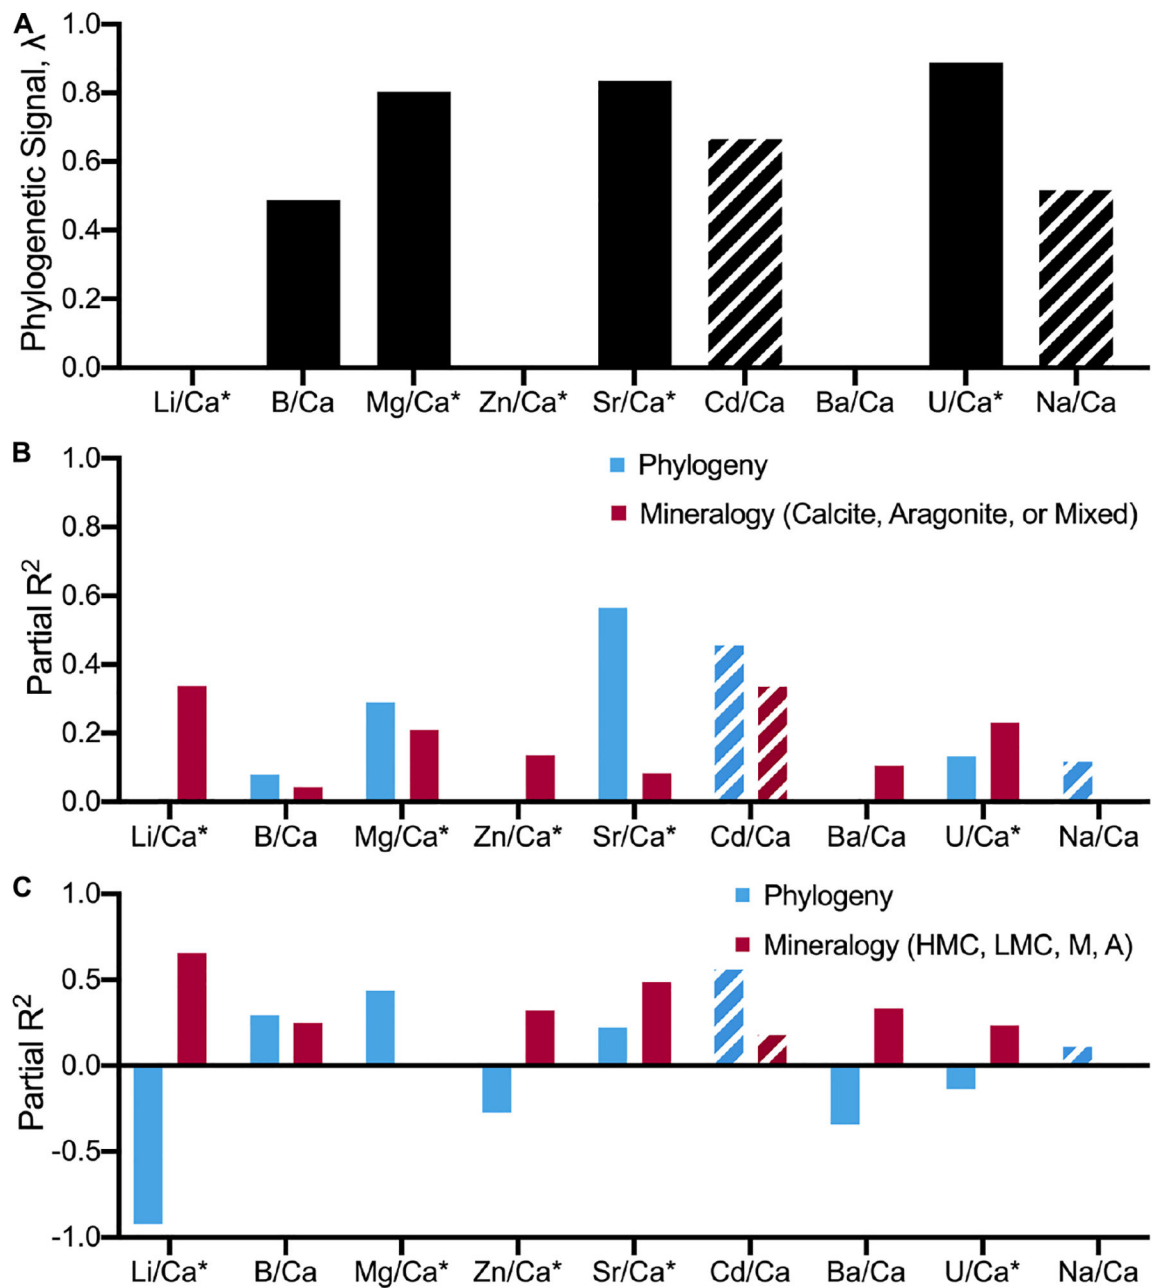 A
Phylogenetic Signal, λ
1.0
0.8
0.6
0.4
0.2
0.0
Li/Ca* B/Ca Mg/Ca* Zn/Ca* Sr/Ca* Cd/Ca Ba/Ca U/Ca* Na/Ca
B
Partial R²
1.0
0.8
0.6
0.4
0.2
0.0
Phylogeny
Mineralogy (Calcite, Aragonite, or Mixed)
Li/Ca* B/Ca Mg/Ca* Zn/Ca* Sr/Ca* Cd/Ca Ba/Ca U/Ca* Na/Ca
C
Partial R²
1.0
0.5
0.0
-0.5
-1.0
Phylogeny
Mineralogy (HMC, LMC, M, A)
Li/Ca* B/Ca Mg/Ca* Zn/Ca* Sr/Ca* Cd/Ca Ba/Ca U/Ca* Na/Ca